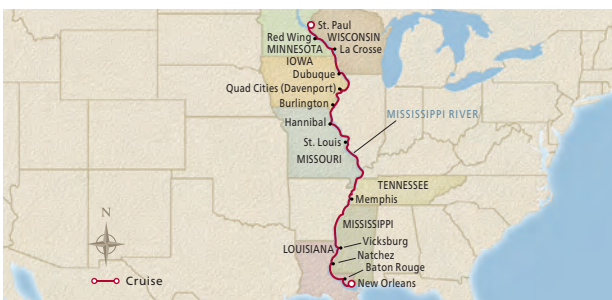 St. Paul
Red Wing
WISCONSIN
MINNESOTA
La Crosse
IOWA
Dubuque
Quad Cities (Davenport)
Burlington
MISSISSIPPI RIVER
Hannibal
St. Louis
MISSOURI
TENNESSEE
Memphis
MISSISSIPPI
N
LOUISIANA
Vicksburg
Natchez
Baton Rouge
Cruise
New Orleans